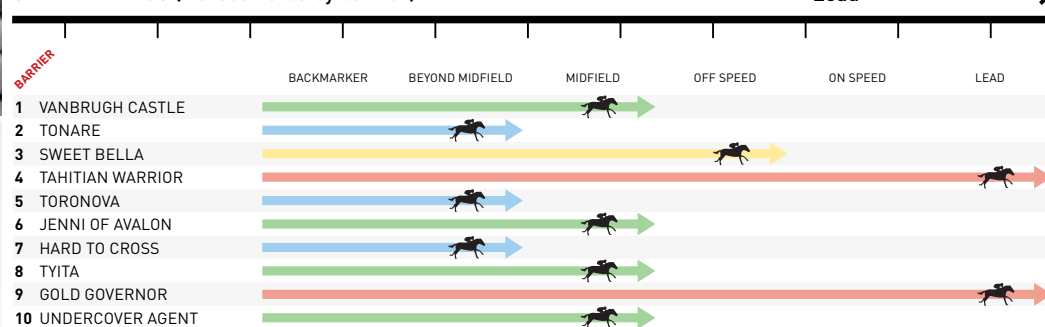 BARRIER
BACKMARKER BEYOND MIDFIELD MIDFIELD OFF SPEED ON SPEED LEAD
1 VANBRUGH CASTLE
2 TONARE
3 SWEET BELLA
4 TAHITIAN WARRIOR
5 TORONOVA
6 JENNI OF AVALON
7 HARD TO CROSS
8 TYITA
9 GOLD GOVERNOR
10 UNDERCOVER AGENT